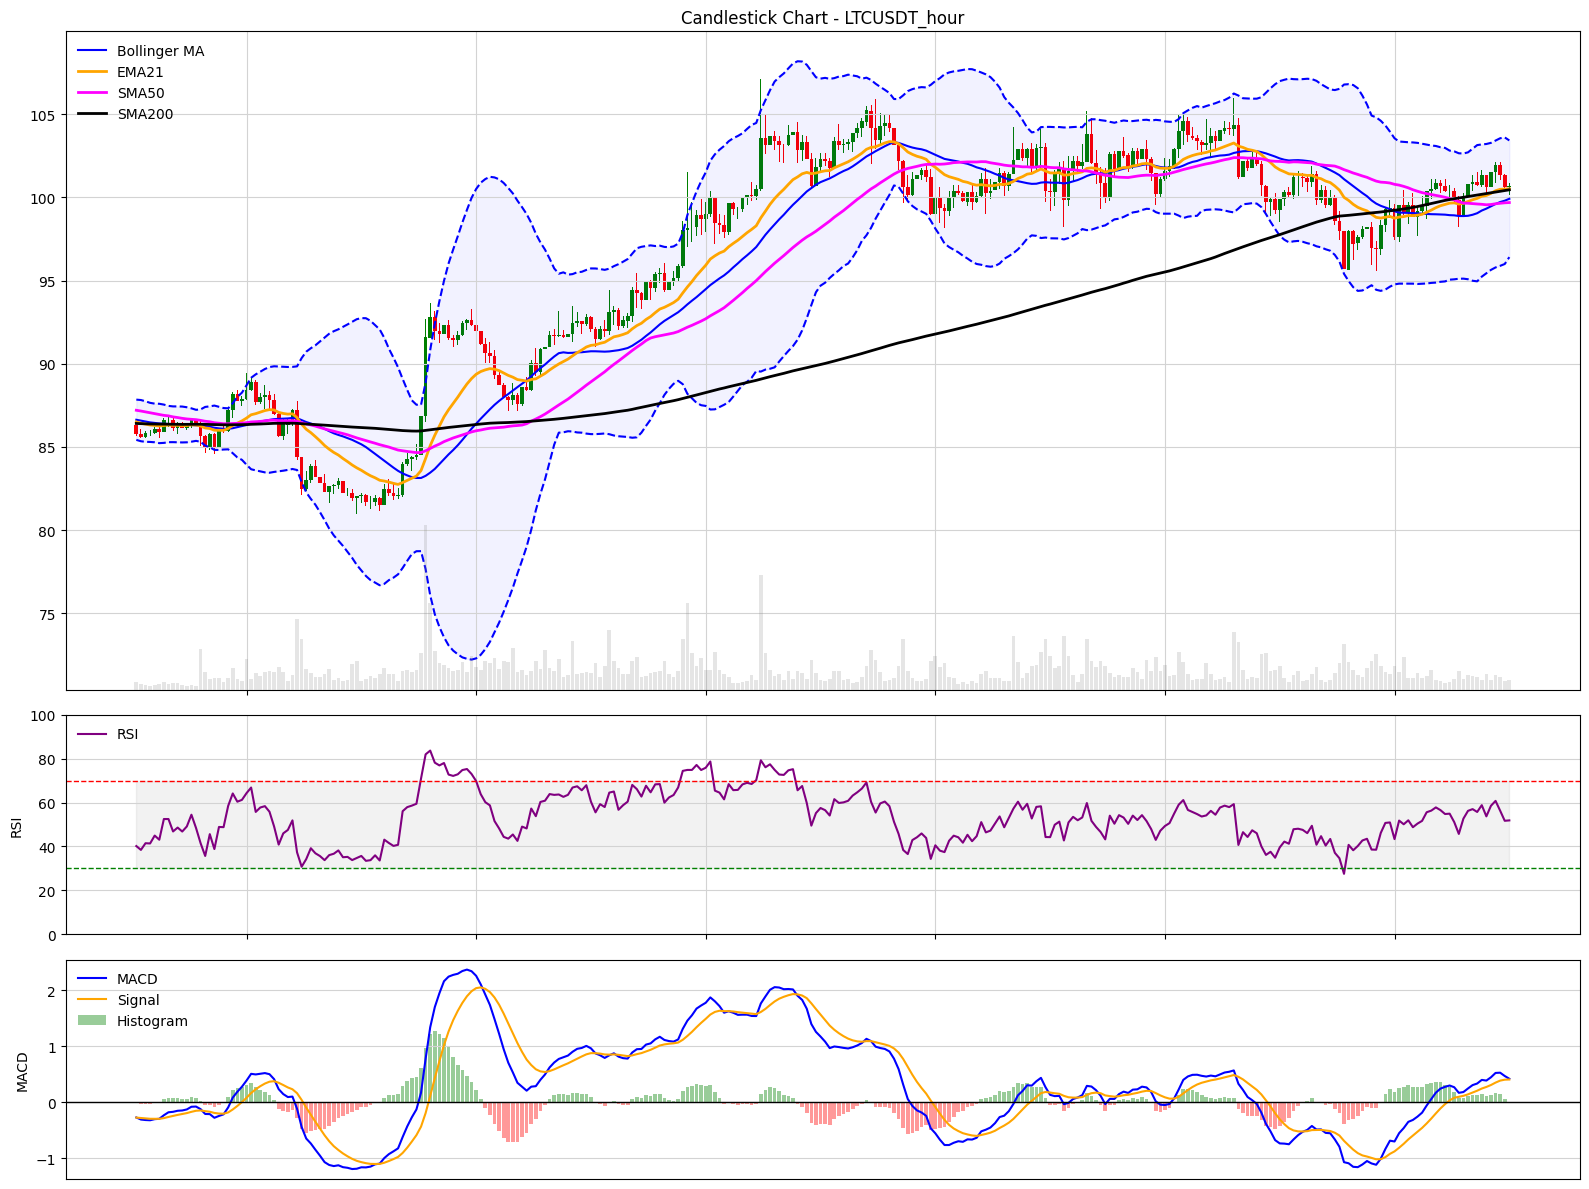 Candlestick Chart - LTCUSDT_hour
Bollinger MA
EMA21
SMA50
SMA200
105
100
95
90
85
80
75
RSI
100
80
60
40
20
0
RSI
MACD
Signal
Histogram
2
1
0
−1
MACD